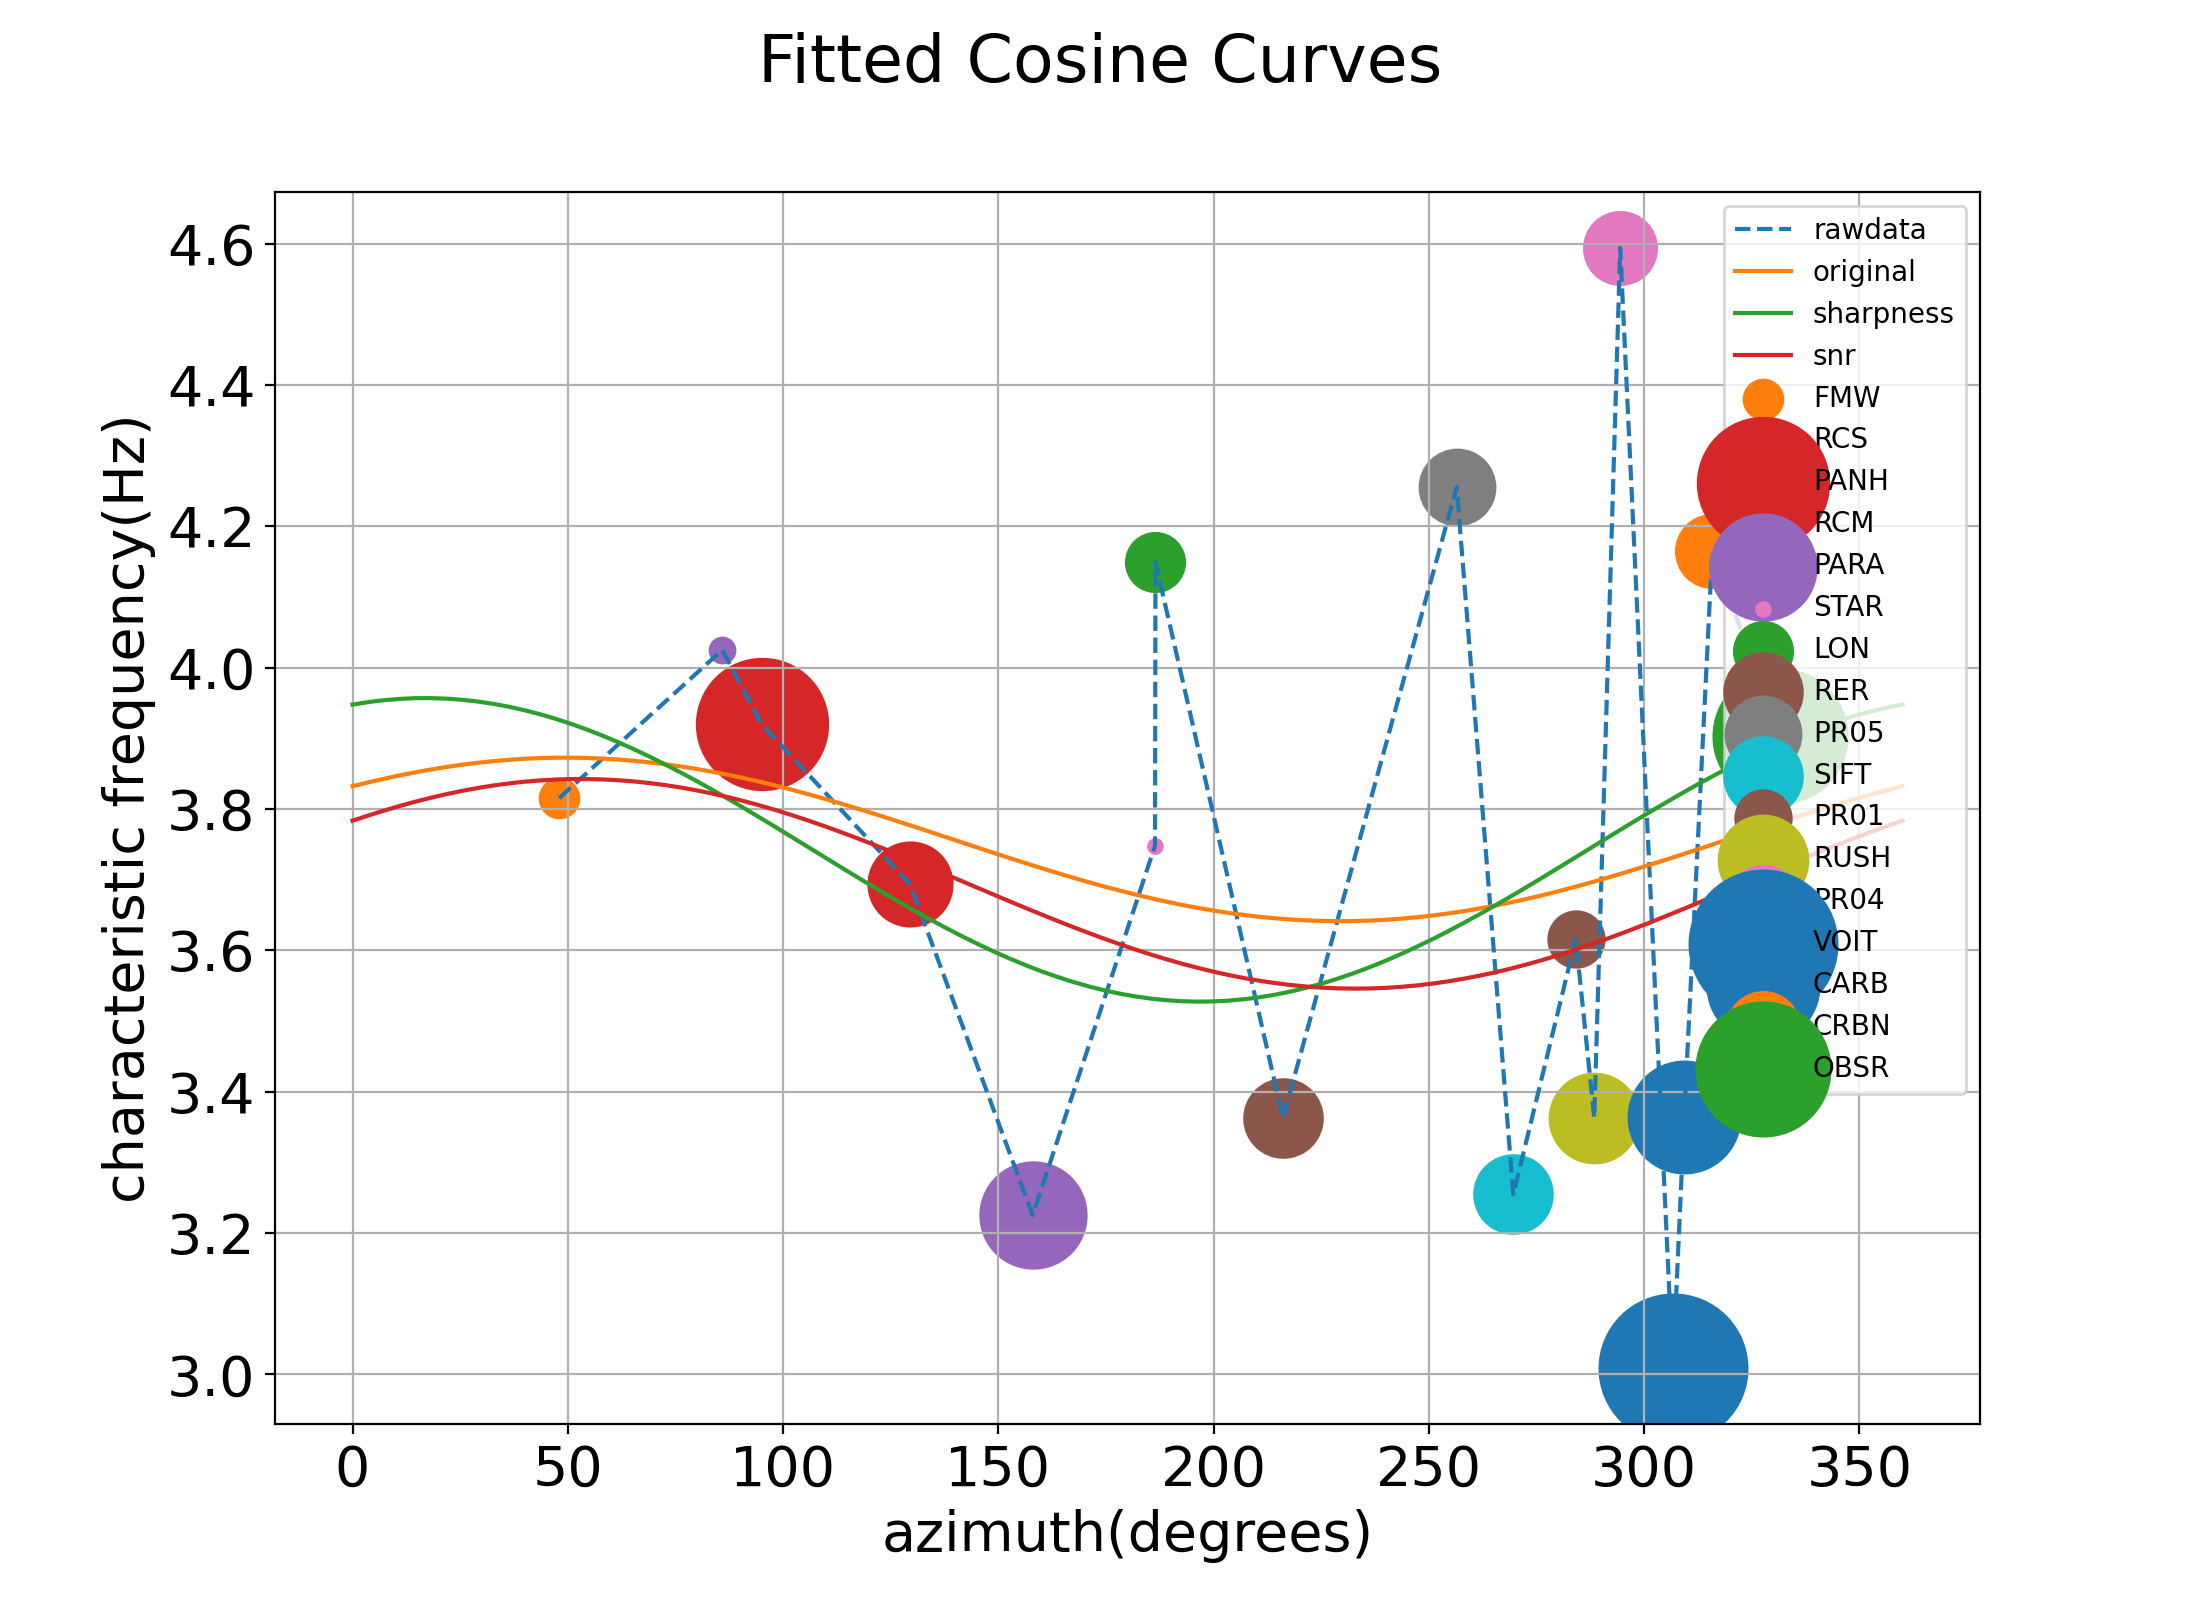 Fitted Cosine Curves
4.6
4.4
4.2
4.0
3.8
3.6
3.4
3.2
3.0
characteristic frequency(Hz)
rawdata
original
sharpness
snr
FMW
RCS
PANH
RCM
PARA
STAR
LON
RER
PR05
SIFT
PR01
RUSH
PR04
VOIT
CARB
CRBN
OBSR
0 50 100 150 200 250 300 350
azimuth(degrees)